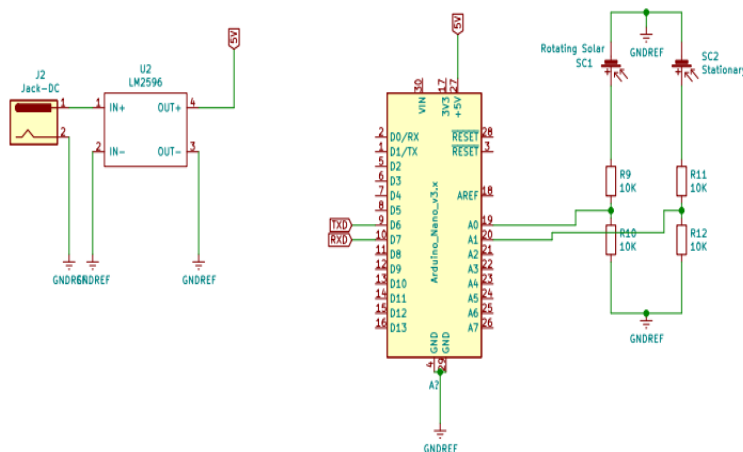 J2
Jack-DC
1
2
GNDREF
U2
LM2596
1 IN+ OUT+ 4
2 IN- OUT- 3
GNDREF
GNDREF
5V
5V
30 17 27
VIN 3V3 +5V
2 D0/RX RESET 28
1 D1/TX RESET 3
5 D2
6 D3
7 D4 AREF 18
8 D5
TXD 9 D6 A0 19
RXD 10 D7 A1 20
11 D8 A2 21
12 D9 A3 22
13 D10 A4 23
14 D11 A5 24
15 D12 A6 25
16 D13 A7 26
Arduino_Nano_v3.x
GND GND
4 29
A?
GNDREF
GNDREF
Rotating Solar
SC1
+
SC2
Stationary
+
R9
10K
R11
10K
R10
10K
R12
10K
GNDREF